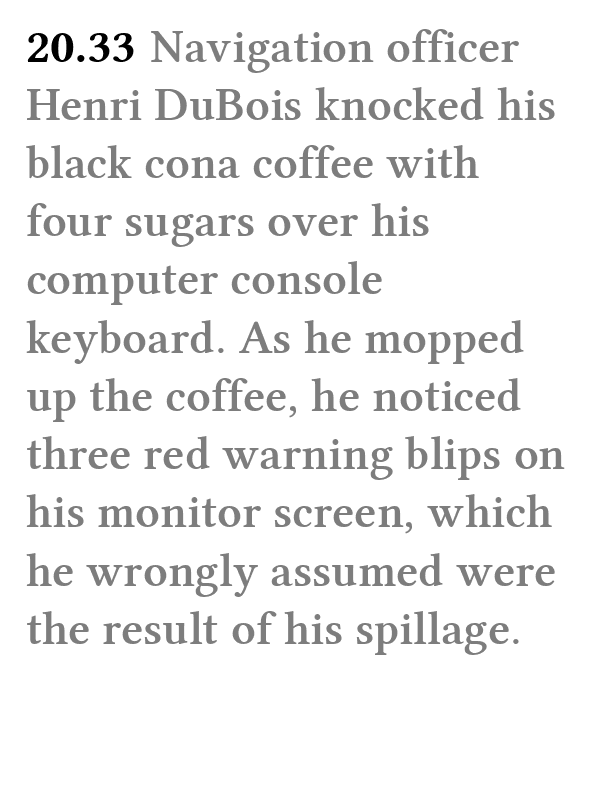 20.33 Navigation officer
Henri DuBois knocked his
black cona coffee with
four sugars over his
computer console
keyboard. As he mopped
up the coffee, he noticed
three red warning blips on
his monitor screen, which
he wrongly assumed were
the result of his spillage.